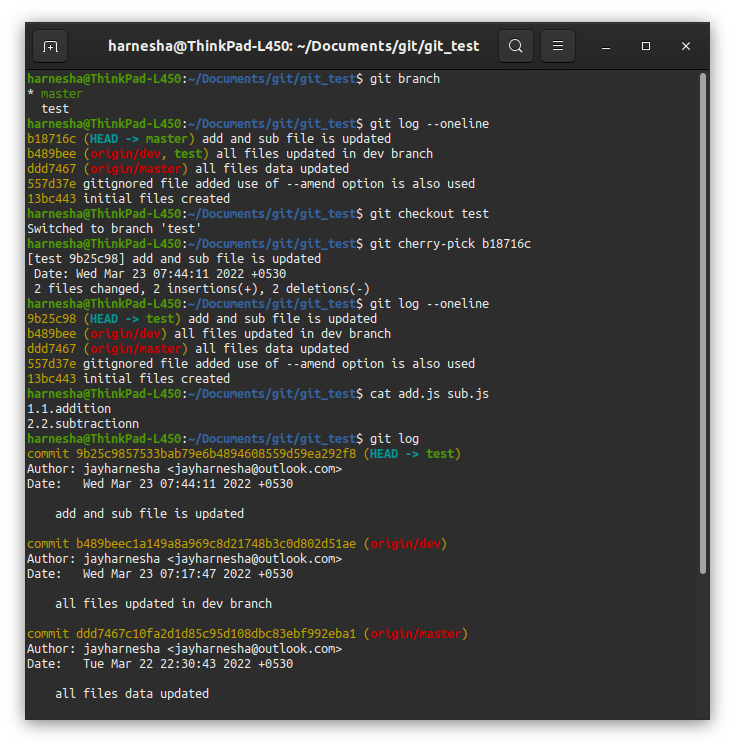 harnesha@ThinkPad-L450: ~/Documents/git/git_test
harnesha@ThinkPad-L450:~/Documents/git/git_test$ git branch
* master
  test
harnesha@ThinkPad-L450:~/Documents/git/git_test$ git log --oneline
b18716c (HEAD -> master) add and sub file is updated
b489bee (origin/dev, test) all files updated in dev branch
ddd7467 (origin/master) all files data updated
557d37e gitignored file added use of --amend option is also used
13bc443 initial files created
harnesha@ThinkPad-L450:~/Documents/git/git_test$ git checkout test
Switched to branch 'test'
harnesha@ThinkPad-L450:~/Documents/git/git_test$ git cherry-pick b18716c
[test 9b25c98] add and sub file is updated
 Date: Wed Mar 23 07:44:11 2022 +0530
 2 files changed, 2 insertions(+), 2 deletions(-)
harnesha@ThinkPad-L450:~/Documents/git/git_test$ git log --oneline
9b25c98 (HEAD -> test) add and sub file is updated
b489bee (origin/dev) all files updated in dev branch
ddd7467 (origin/master) all files data updated
557d37e gitignored file added use of --amend option is also used
13bc443 initial files created
harnesha@ThinkPad-L450:~/Documents/git/git_test$ cat add.js sub.js
1.1.addition
2.2.subtractionn
harnesha@ThinkPad-L450:~/Documents/git/git_test$ git log
commit 9b25c9857533bab79e6b4894608559d59ea292f8 (HEAD -> test)
Author: jayharnesha <jayharnesha@outlook.com>
Date:   Wed Mar 23 07:44:11 2022 +0530

    add and sub file is updated

commit b489beec1a149a8a969c8d21748b3c0d802d51ae (origin/dev)
Author: jayharnesha <jayharnesha@outlook.com>
Date:   Wed Mar 23 07:17:47 2022 +0530

    all files updated in dev branch

commit ddd7467c10fa2d1d85c95d108dbc83ebf992eba1 (origin/master)
Author: jayharnesha <jayharnesha@outlook.com>
Date:   Tue Mar 22 22:30:43 2022 +0530

    all files data updated